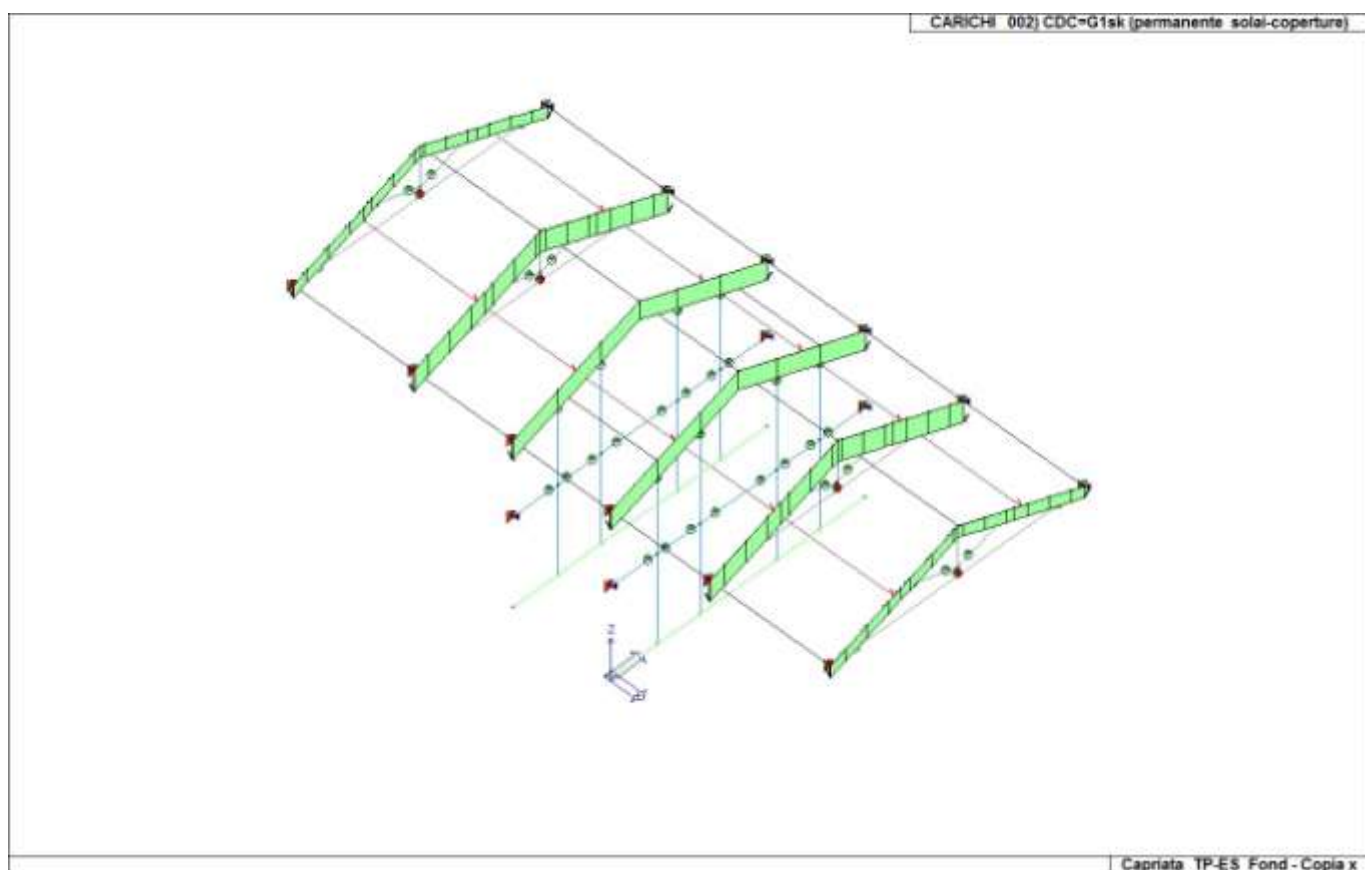 CARICHI 002) CDC=G1sk (permanente solai-coperture)
Z
Capriata TP-ES Fond - Copia x